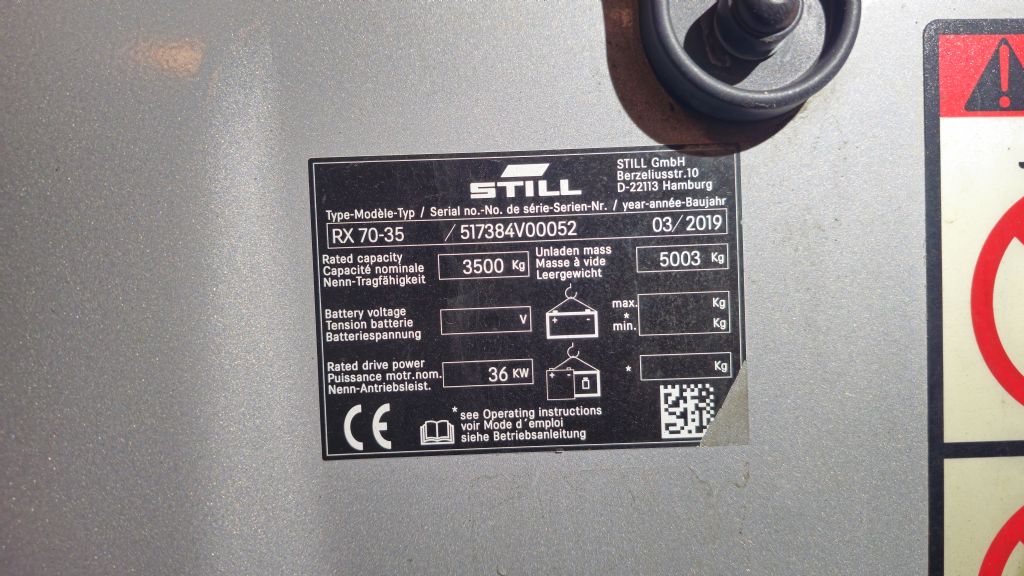 STILL
STILL GmbH
Berzeliusstr.10
D-22113 Hamburg
Type-Modèle-Typ / Serial no.-No. de série-Serien-Nr. / year-année-Baujahr
RX 70-35 / 517384V00052 03/2019
Rated capacity
Capacité nominale
Nenn-Tragfähigkeit
3500 Kg
Unladen mass
Masse à vide
Leergewicht
5003 Kg
Battery voltage
Tension batterie
Batteriespannung
V
max. Kg
*
min. Kg
Rated drive power
Puissance motr.nom.
Nenn-Antriebsleist.
36 KW
* Kg
CE
* see Operating instructions
voir Mode d´emploi
siehe Betriebsanleitung